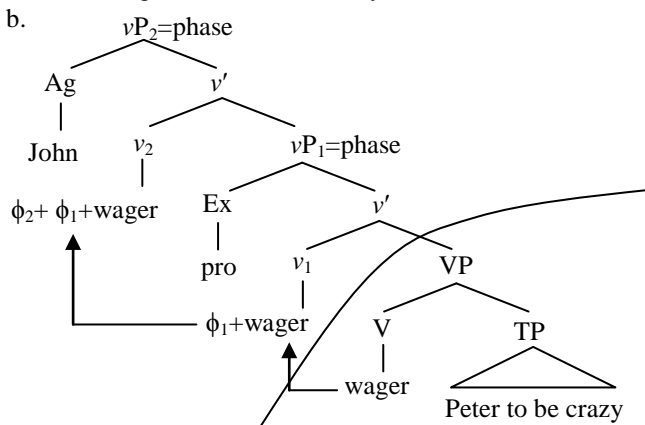 b.
vP₂=phase
Ag v′
John v₂ vP₁=phase
ϕ₂+ ϕ₁+wager Ex v′
pro v₁ VP
ϕ₁+wager V TP
wager Peter to be crazy